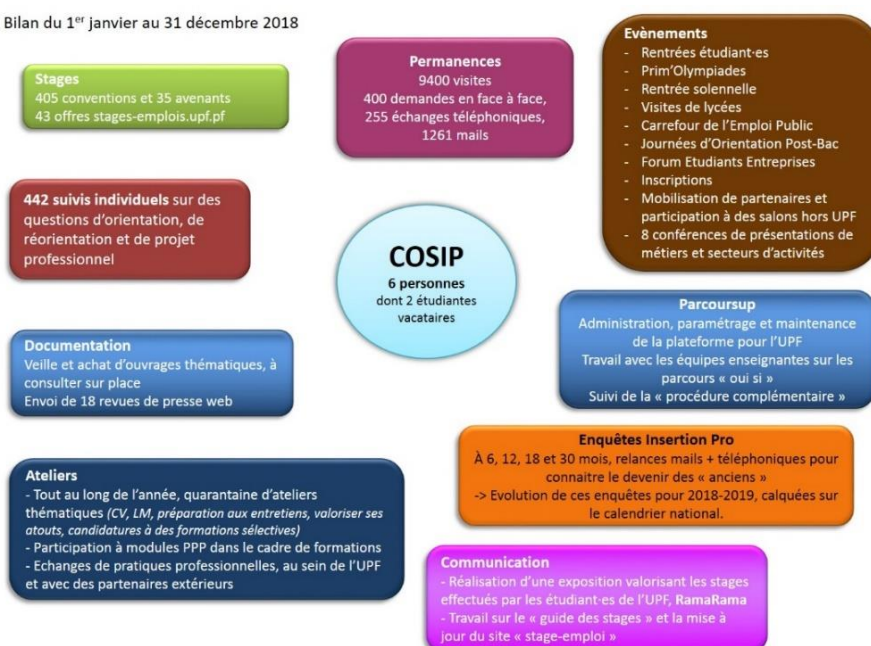 Bilan du 1er janvier au 31 décembre 2018
Stages
405 conventions et 35 avenants
43 offres stages-emplois.upf.pf
Permanences
9400 visites
400 demandes en face à face,
255 échanges téléphoniques,
1261 mails
Evènements
- Rentrées étudiant·es
- Prim’Olympiades
- Rentrée solennelle
- Visites de lycées
- Carrefour de l’Emploi Public
- Journées d’Orientation Post-Bac
- Forum Etudiants Entreprises
- Inscriptions
- Mobilisation de partenaires et
participation à des salons hors UPF
- 8 conférences de présentations de
métiers et secteurs d’activités
442 suivis individuels sur des
questions d’orientation, de
réorientation et de projet
professionnel
COSIP
6 personnes
dont 2 étudiantes
vacataires
Parcoursup
Administration, paramétrage et maintenance
de la plateforme pour l’UPF
Travail avec les équipes enseignantes sur les
parcours « oui si »
Suivi de la « procédure complémentaire »
Documentation
Veille et achat d’ouvrages thématiques, à
consulter sur place
Envoi de 18 revues de presse web
Enquêtes Insertion Pro
À 6, 12, 18 et 30 mois, relances mails + téléphoniques pour
connaitre le devenir des « anciens »
-> Evolution de ces enquêtes pour 2018-2019, calquées sur
le calendrier national.
Ateliers
- Tout au long de l’année, quarantaine d’ateliers
thématiques (CV, LM, préparation aux entretiens, valoriser ses
atouts, candidatures à des formations sélectives)
- Participation à modules PPP dans le cadre de formations
- Echanges de pratiques professionnelles, au sein de l’UPF
et avec des partenaires extérieurs
Communication
- Réalisation d’une exposition valorisant les stages
effectués par les étudiant·es de l’UPF, RamaRama
- Travail sur le « guide des stages » et la mise à
jour du site « stage-emploi »